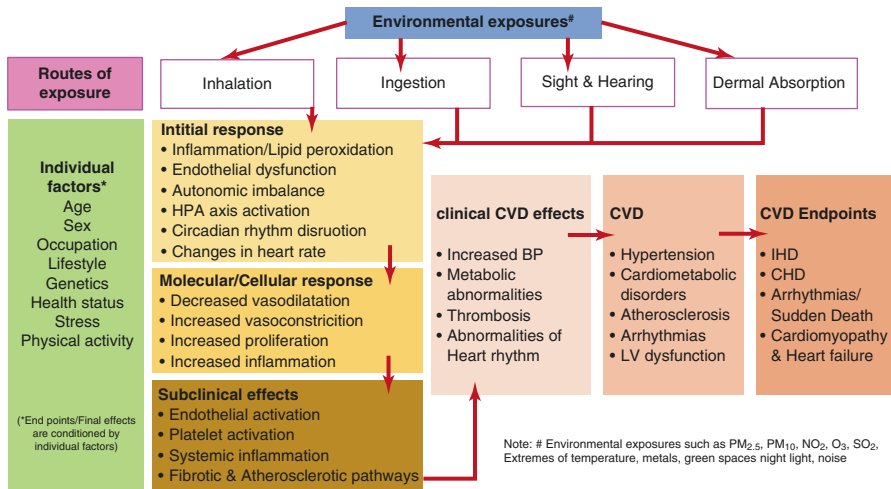 Environmental exposures#
Routes of
exposure
Inhalation
Ingestion
Sight & Hearing
Dermal Absorption
Individual
factors*
Age
Sex
Occupation
Lifestyle
Genetics
Health status
Stress
Physical activity
(*End points/Final effects
are conditioned by
individual factors)
Intitial response
• Inflammation/Lipid peroxidation
• Endothelial dysfunction
• Autonomic imbalance
• HPA axis activation
• Circadian rhythm disruotion
• Changes in heart rate
Molecular/Cellular response
• Decreased vasodilatation
• Increased vasoconstricition
• Increased proliferation
• Increased inflammation
Subclinical effects
• Endothelial activation
• Platelet activation
• Systemic inflammation
• Fibrotic & Atherosclerotic pathways
clinical CVD effects
• Increased BP
• Metabolic
abnormalities
• Thrombosis
• Abnormalities of
Heart rhythm
CVD
• Hypertension
• Cardiometabolic
disorders
• Atherosclerosis
• Arrhythmias
• LV dysfunction
CVD Endpoints
• IHD
• CHD
• Arrhythmias/
Sudden Death
• Cardiomyopathy
& Heart failure
Note: # Environmental exposures such as PM2.5, PM10, NO2, O3, SO2,
Extremes of temperature, metals, green spaces night light, noise